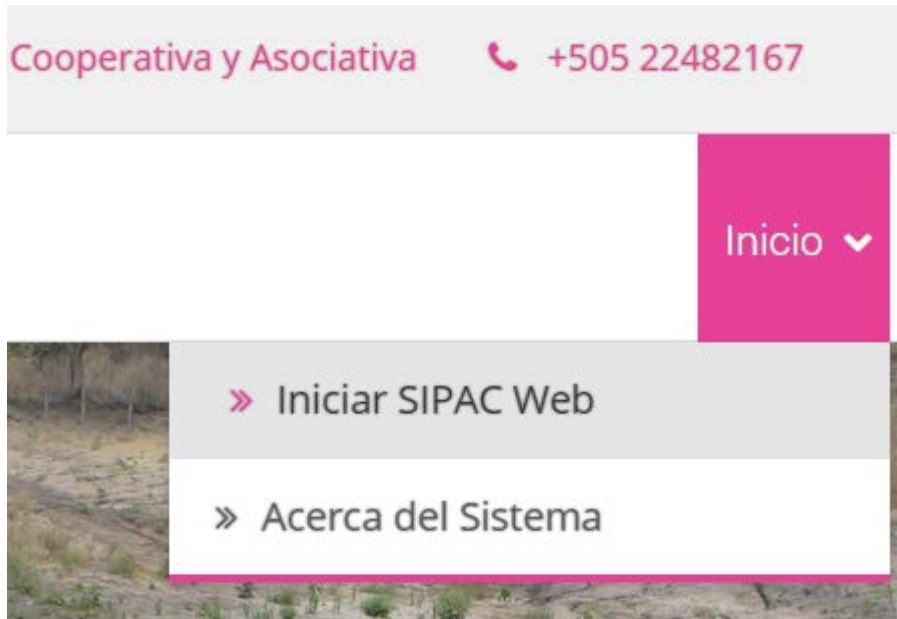 Cooperativa y Asociativa +505 22482167
Inicio
Iniciar SIPAC Web
Acerca del Sistema